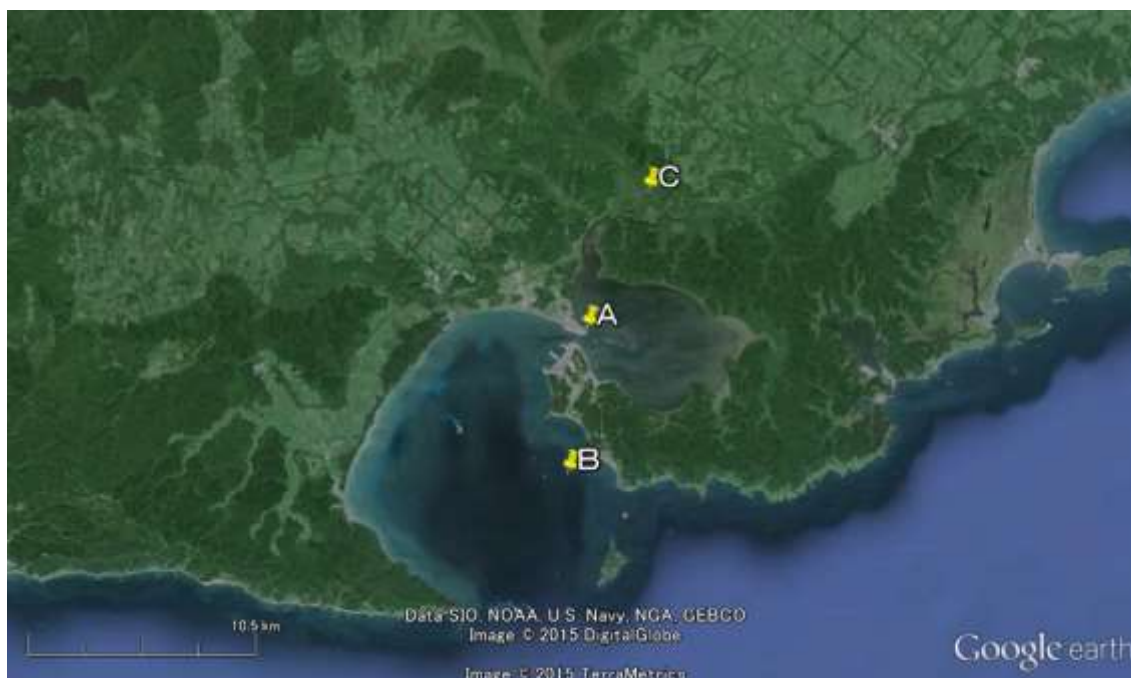 C
A
B
10.5 km
Data SIO, NOAA, U.S. Navy, NGA, GEBCO
Image © 2015 DigitalGlobe
Image © 2015 TerraMetrics
Google earth